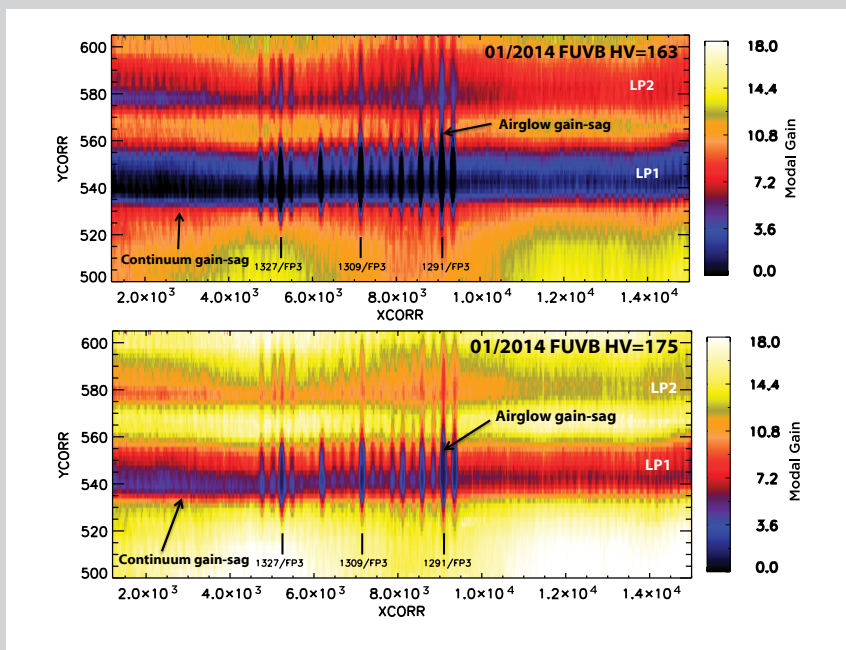 01/2014 FUVB HV=163
600
580
560
540
520
500
YCORR
LP2
LP1
Airglow gain-sag
Continuum gain-sag
1327/FP3
1309/FP3
1291/FP3
2.0×10³ 4.0×10³ 6.0×10³ 8.0×10³ 1.0×10⁴ 1.2×10⁴ 1.4×10⁴
XCORR
18.0
14.4
10.8
7.2
3.6
0.0
Modal Gain
01/2014 FUVB HV=175
600
580
560
540
520
500
YCORR
LP2
LP1
Airglow gain-sag
Continuum gain-sag
1327/FP3
1309/FP3
1291/FP3
2.0×10³ 4.0×10³ 6.0×10³ 8.0×10³ 1.0×10⁴ 1.2×10⁴ 1.4×10⁴
XCORR
18.0
14.4
10.8
7.2
3.6
0.0
Modal Gain